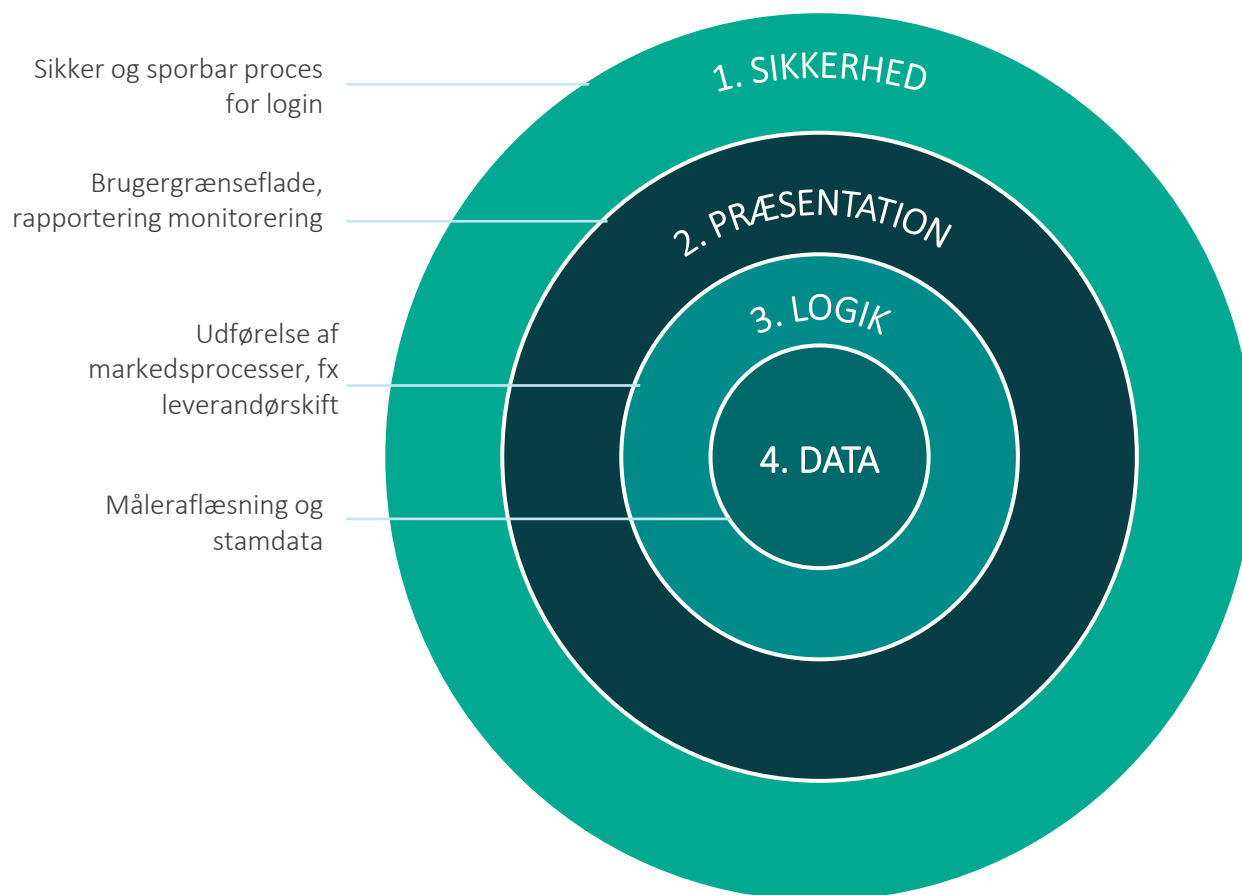 Sikker og sporbar proces
for login
1. SIKKERHED
Brugergrænseflade,
rapportering monitorering
2. PRÆSENTATION
Udførelse af
markedsprocesser, fx
leverandørskift
3. LOGIK
Måleraflæsning og
stamdata
4. DATA